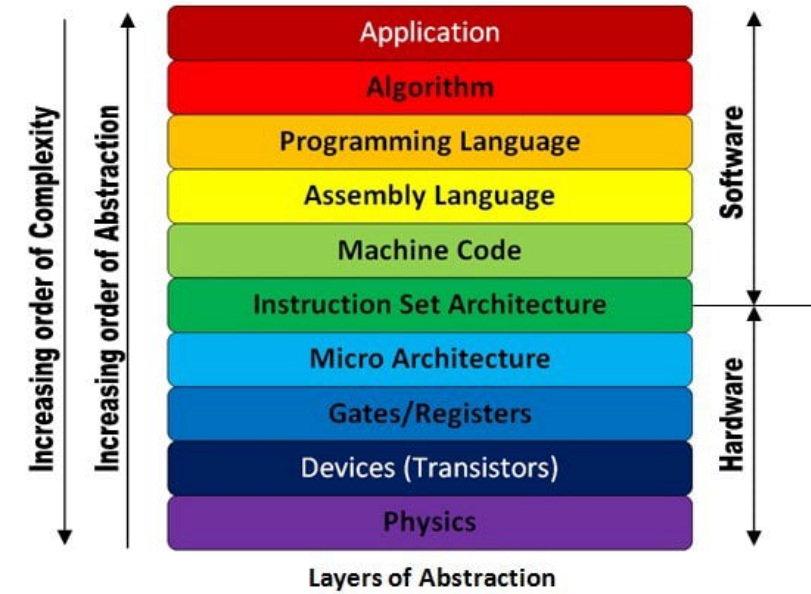 Increasing order of Complexity
Increasing order of Abstraction
Application
Algorithm
Programming Language
Assembly Language
Machine Code
Instruction Set Architecture
Micro Architecture
Gates/Registers
Devices (Transistors)
Physics
Software
Hardware
Layers of Abstraction